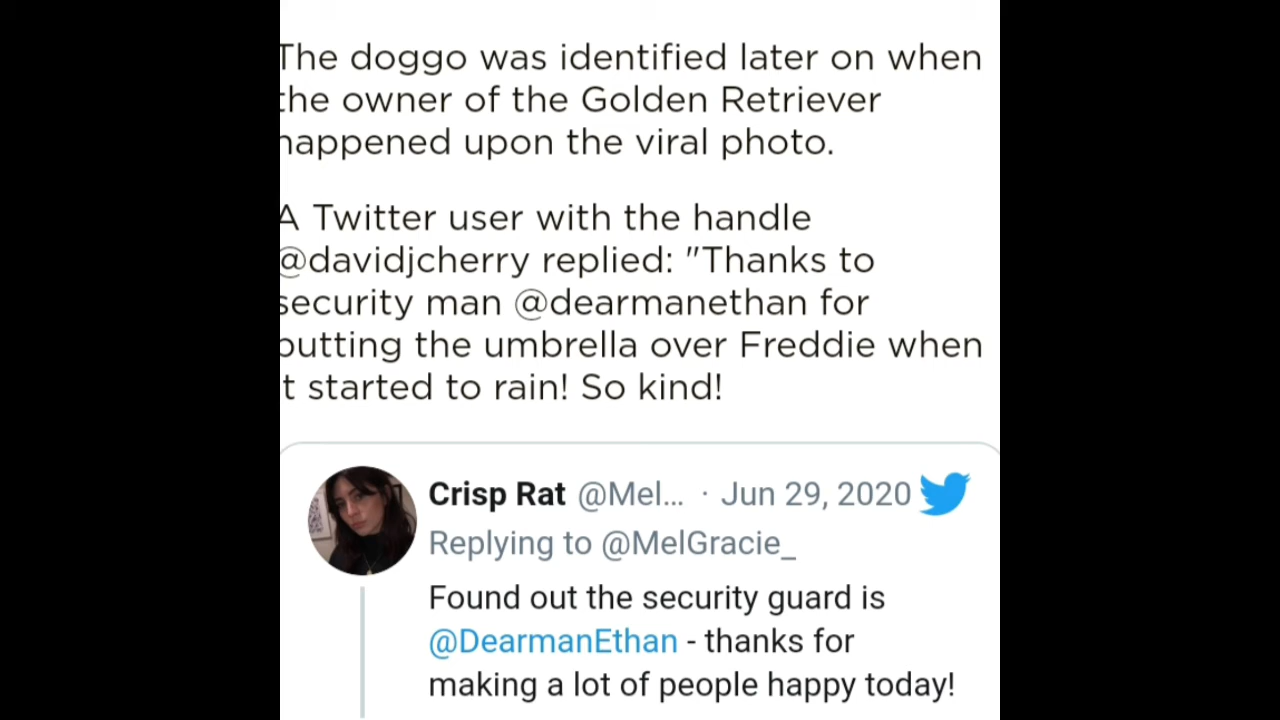 The doggo was identified later on when
the owner of the Golden Retriever
happened upon the viral photo.
A Twitter user with the handle
@davidjcherry replied: "Thanks to
security man @dearmanethan for
putting the umbrella over Freddie when
it started to rain! So kind!
Crisp Rat @Mel... · Jun 29, 2020
Replying to @MelGracie_
Found out the security guard is
@DearmanEthan - thanks for
making a lot of people happy today!